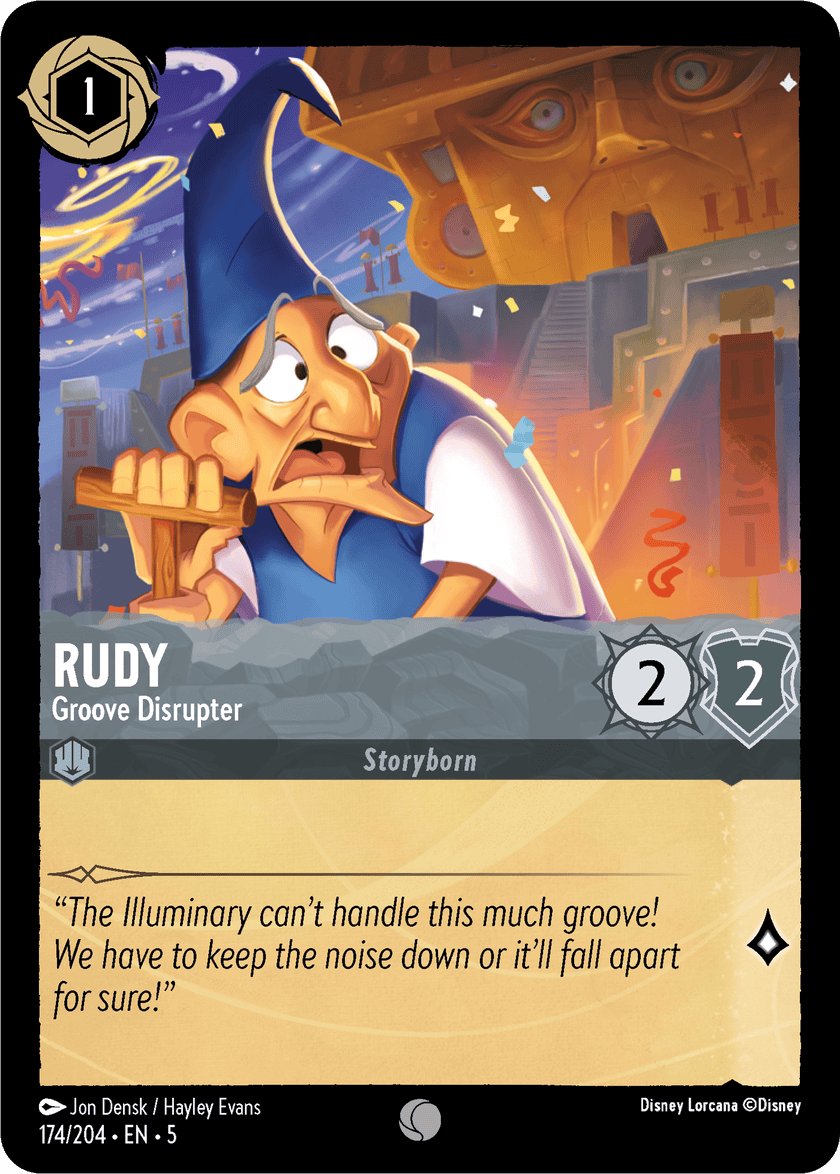 1
RUDY
Groove Disrupter
2
2
Storyborn
“The Illuminary can’t handle this much groove!
We have to keep the noise down or it’ll fall apart
for sure!”
Jon Densk / Hayley Evans
Disney Lorcana ©Disney
174/204 • EN • 5